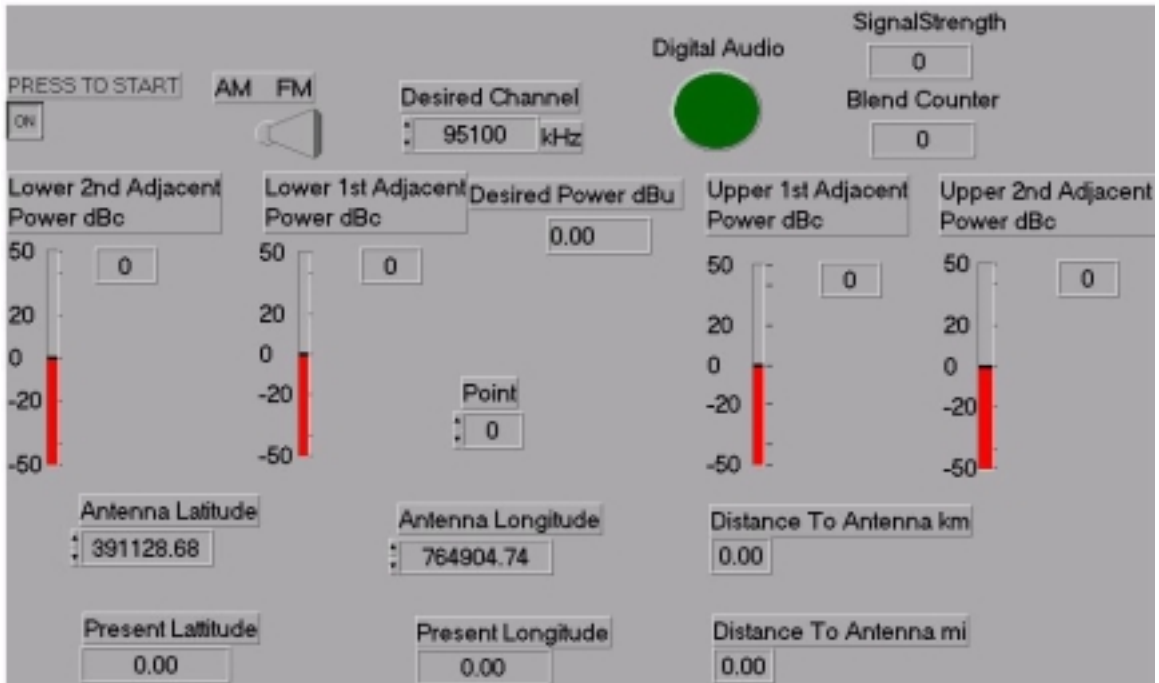 SignalStrength
0
Digital Audio
Blend Counter
0
PRESS TO START
ON
AM FM
Desired Channel
95100 kHz
Lower 2nd Adjacent
Power dBc
0
50
20
0
-20
-50
Lower 1st Adjacent
Power dBc
0
50
20
0
-20
-50
Desired Power dBu
0.00
Upper 1st Adjacent
Power dBc
0
50
20
0
-20
-50
Upper 2nd Adjacent
Power dBc
0
50
20
0
-20
-50
Point
0
Antenna Latitude
391128.68
Antenna Longitude
764904.74
Distance To Antenna km
0.00
Present Lattitude
0.00
Present Longitude
0.00
Distance To Antenna mi
0.00